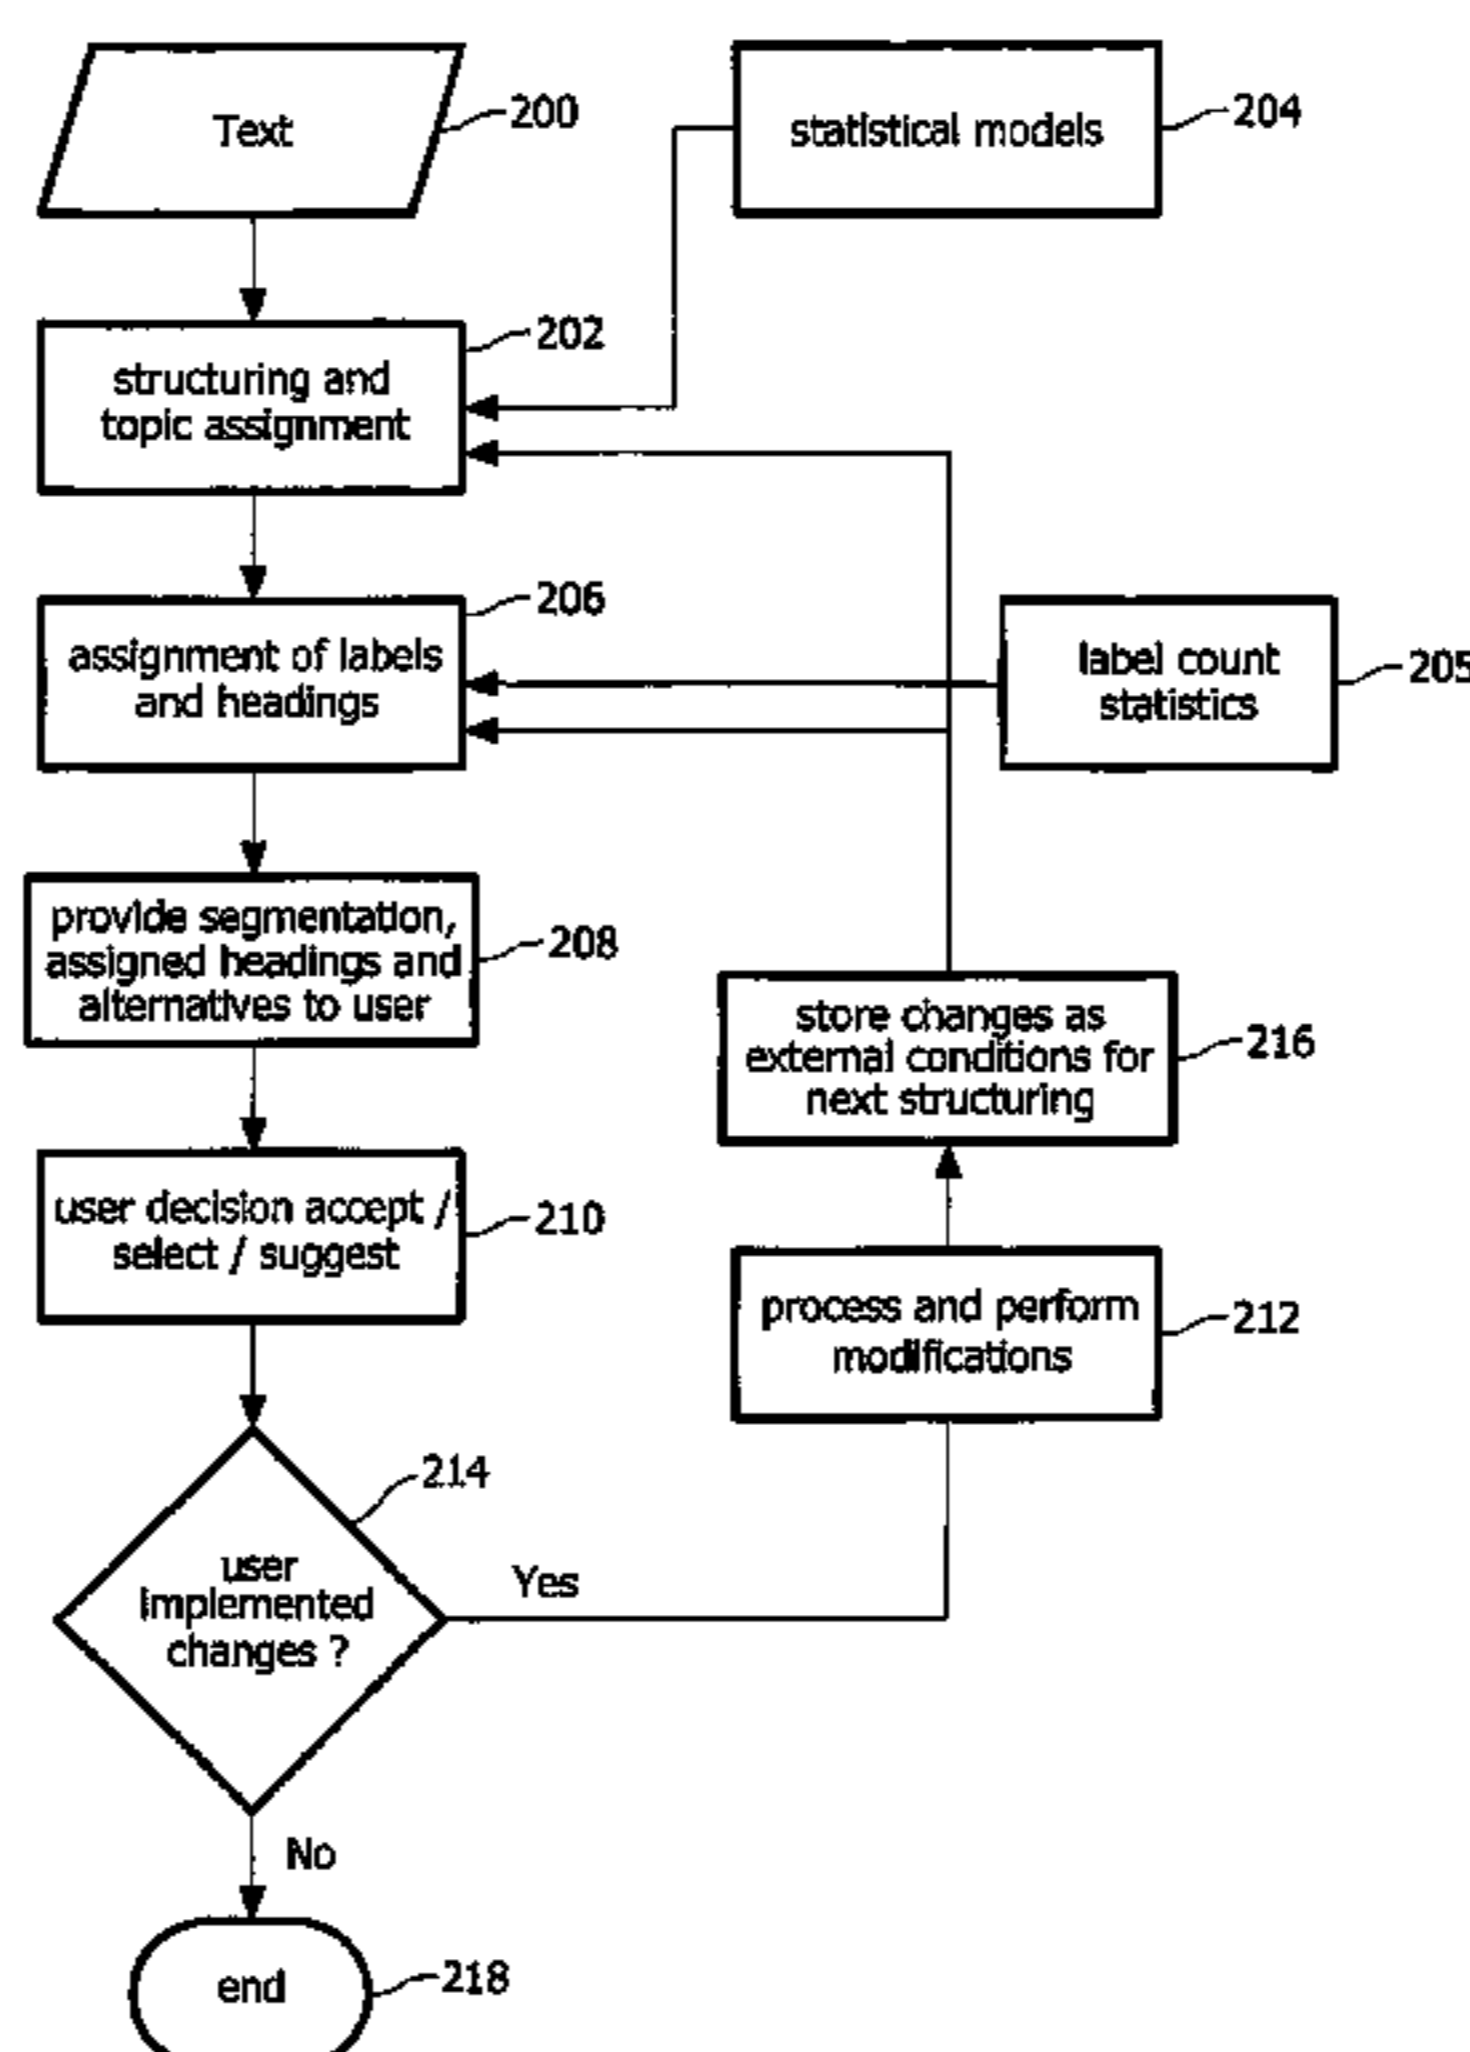 Text
200
statistical models
204
structuring and
topic assignment
202
assignment of labels
and headings
206
label count
statistics
205
provide segmentation,
assigned headings and
alternatives to user
208
store changes as
external conditions for
next structuring
216
user decision accept /
select / suggest
210
process and perform
modifications
212
user
implemented
changes ?
214
Yes
No
end
218